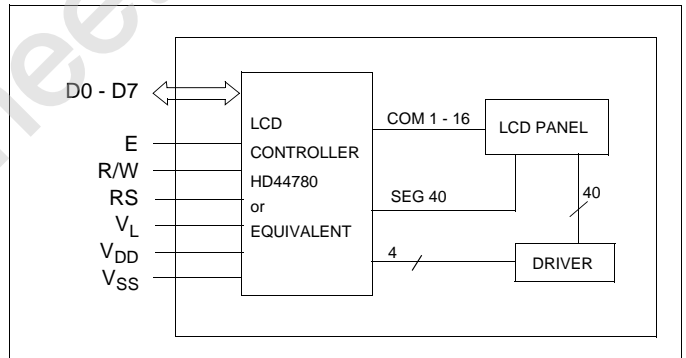 D0 - D7
E
R/W
RS
VL
VDD
VSS
LCD
CONTROLLER
HD44780
or
EQUIVALENT
COM 1 - 16
SEG 40
4
LCD PANEL
40
DRIVER